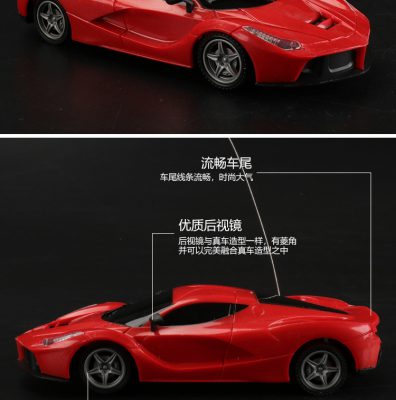 流畅车尾
车尾线条流畅，时尚大气
优质后视镜
后视镜与真车造型一样，有菱角
并可以完美融合真车造型之中